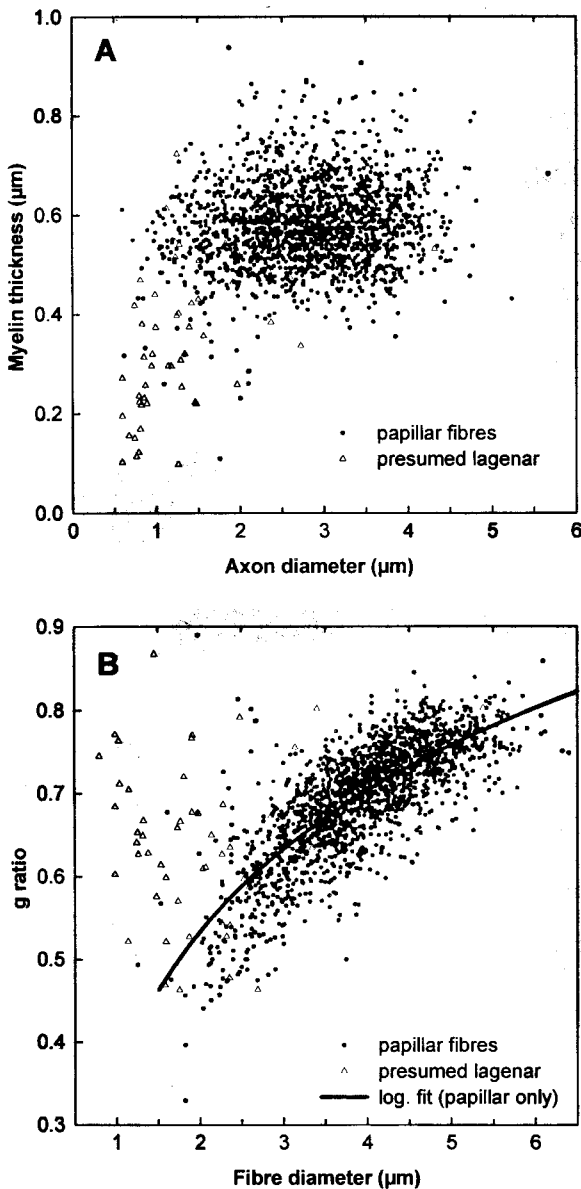 A
1.0
0.8
0.6
0.4
0.2
0.0
Myelin thickness (µm)
papillar fibres
presumed lagenar
0 1 2 3 4 5 6
Axon diameter (µm)
B
0.9
0.8
0.7
0.6
0.5
0.4
0.3
g ratio
papillar fibres
presumed lagenar
log. fit (papillar only)
1 2 3 4 5 6
Fibre diameter (µm)